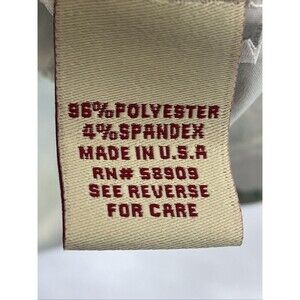 96%POLYESTER
4%SPANDEX
MADE IN U.S.A
RN# 58909
SEE REVERSE
FOR CARE